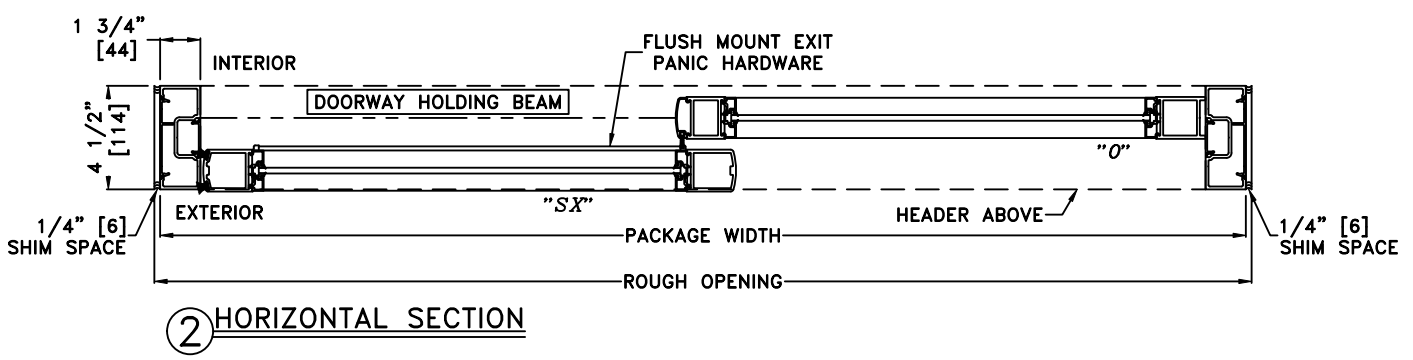 1 3/4"
[44]
INTERIOR
FLUSH MOUNT EXIT
PANIC HARDWARE
DOORWAY HOLDING BEAM
4 1/2"
[114]
"O"
EXTERIOR
"SX"
HEADER ABOVE
1/4" [6]
SHIM SPACE
PACKAGE WIDTH
1/4" [6]
SHIM SPACE
ROUGH OPENING
2 HORIZONTAL SECTION